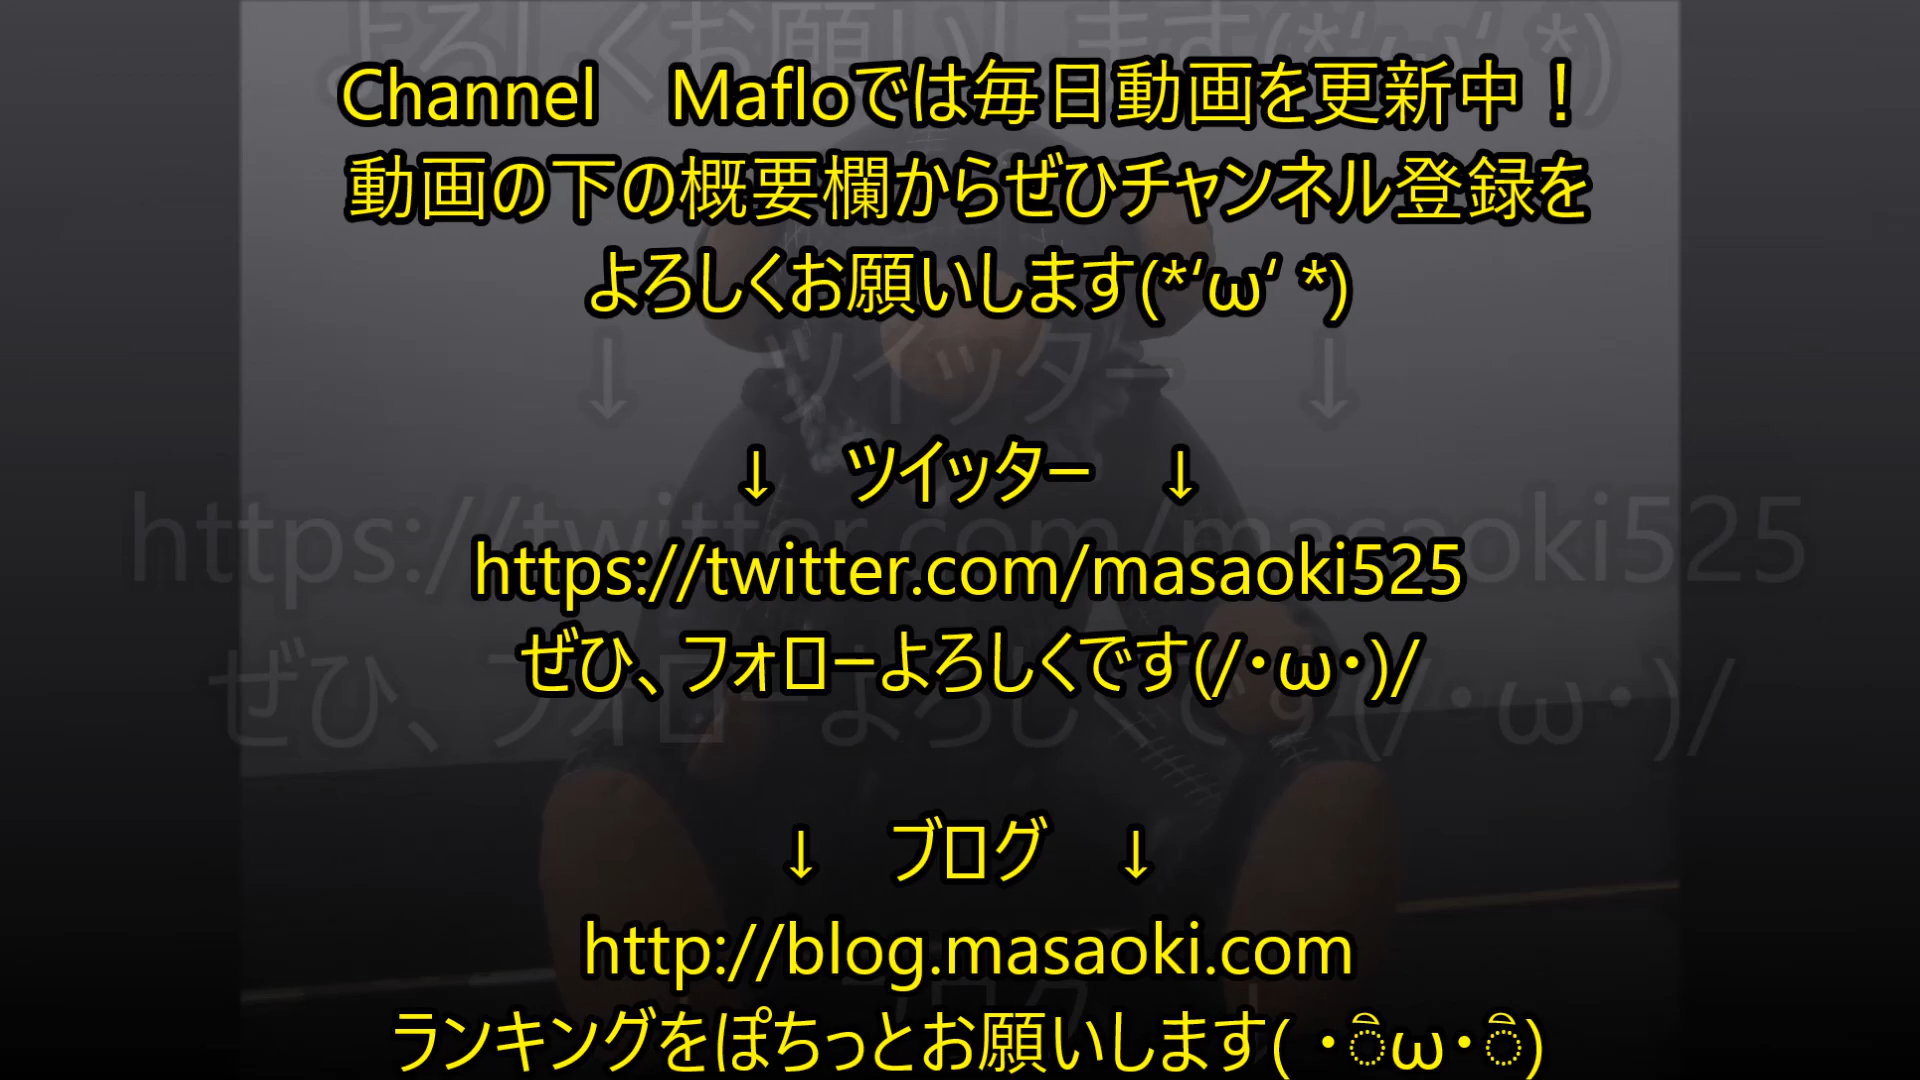 Channel　Mafloでは毎日動画を更新中！
動画の下の概要欄からぜひチャンネル登録を
よろしくお願いします(*‘ω‘ *)
↓　ツイッター　↓
https://twitter.com/masaoki525
ぜひ、フォローよろしくです(/・ω・)/
↓　ブログ　↓
http://blog.masaoki.com
ランキングをぽちっとお願いします( ・ིω・ི)